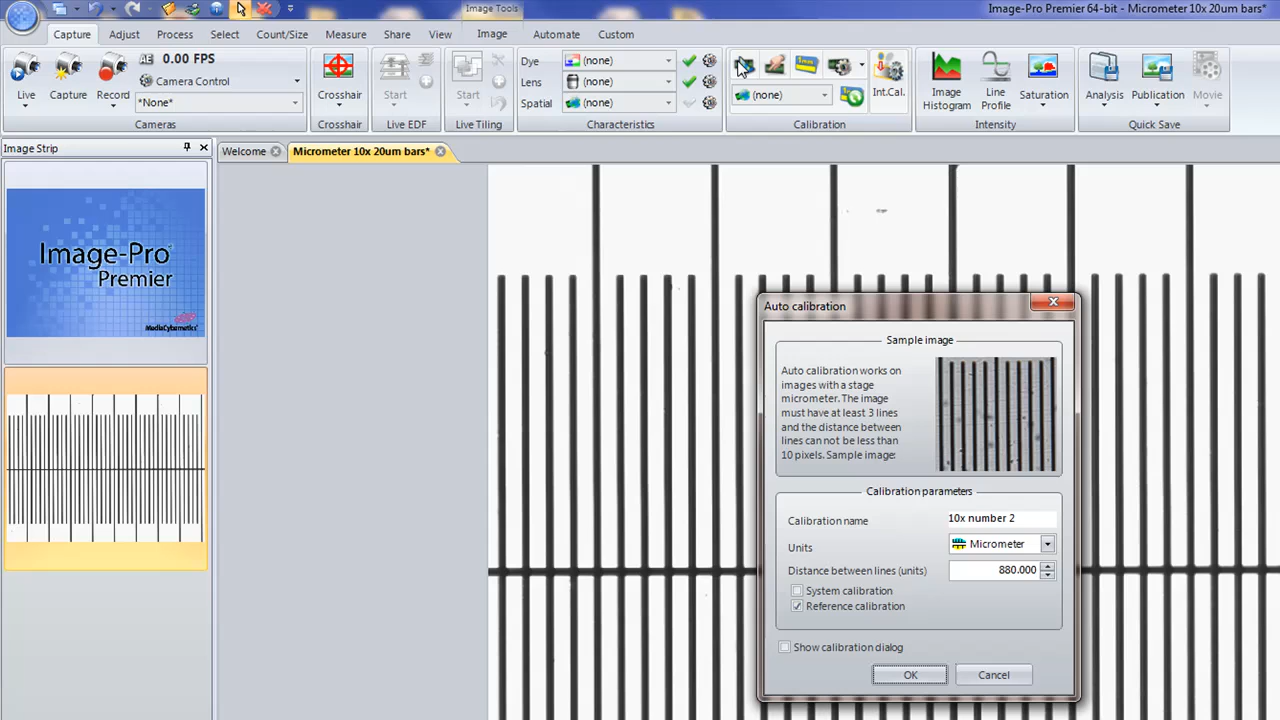 Image Tools
Image-Pro Premier 64-bit - Micrometer 10x 20um bars*
Capture Adjust Process Select Count/Size Measure Share View Image Automate Custom
AE 0.00 FPS
Camera Control
*None*
Live Capture Record
Cameras
Crosshair
Crosshair
Start
Live EDF
Start
Live Tiling
Dye (none)
Lens (none)
Spatial (none)
Characteristics
1mm
(none)
Int.Cal.
Calibration
Image Histogram
Line Profile
Saturation
Intensity
Analysis Publication Movie
Quick Save
Image Strip
Welcome
Micrometer 10x 20um bars*
Image-Pro
Premier
MediaCybernetics
Auto calibration
Sample image
Auto calibration works on
images with a stage
micrometer. The image
must have at least 3 lines
and the distance between
lines can not be less than
10 pixels. Sample image:
Calibration parameters
Calibration name 10x number 2
Units Micrometer
Distance between lines (units) 880.000
System calibration
Reference calibration
Show calibration dialog
OK Cancel